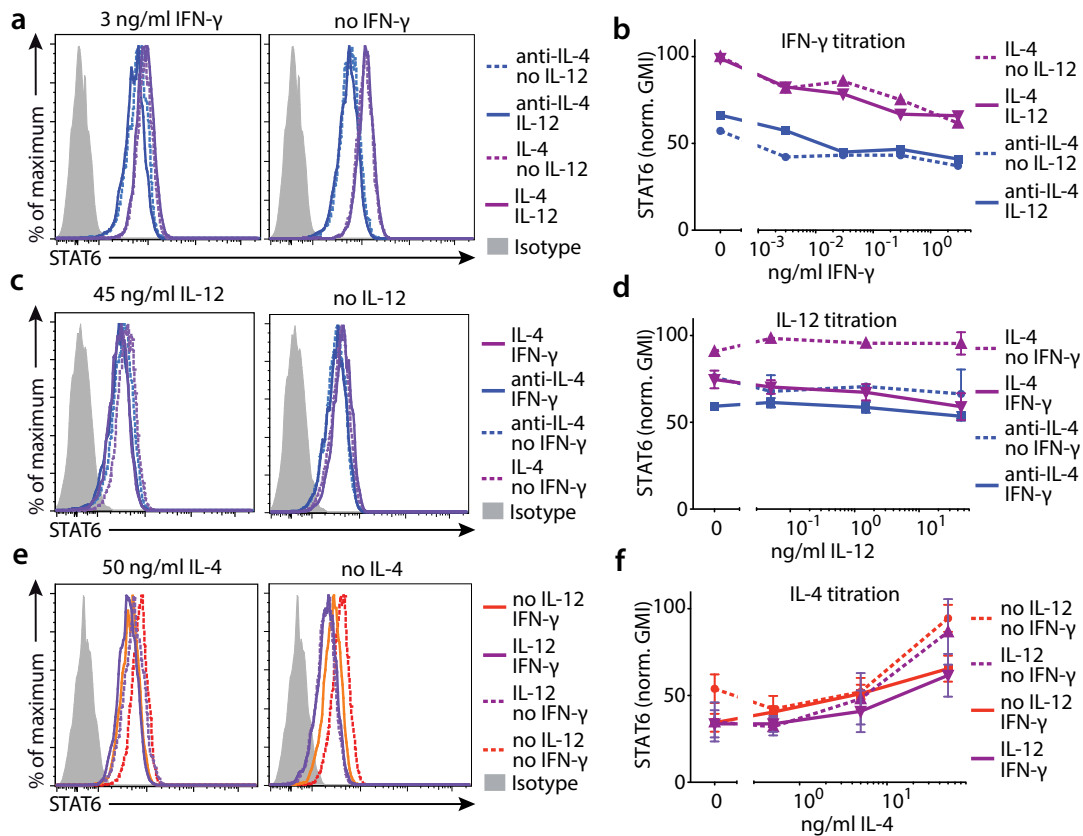 a
3 ng/ml IFN-γ
no IFN-γ
% of maximum
STAT6
anti-IL-4
no IL-12
anti-IL-4
IL-12
IL-4
no IL-12
IL-4
IL-12
Isotype
b
IFN-γ titration
STAT6 (norm. GMI)
100
50
0
0
10⁻³
10⁻²
10⁻¹
10⁰
ng/ml IFN-γ
IL-4
no IL-12
IL-4
IL-12
anti-IL-4
no IL-12
anti-IL-4
IL-12
c
45 ng/ml IL-12
no IL-12
% of maximum
STAT6
IL-4
IFN-γ
anti-IL-4
IFN-γ
anti-IL-4
no IFN-γ
IL-4
no IFN-γ
Isotype
d
IL-12 titration
STAT6 (norm. GMI)
100
50
0
0
10⁻¹
10⁰
10¹
ng/ml IL-12
IL-4
no IFN-γ
IL-4
IFN-γ
anti-IL-4
no IFN-γ
anti-IL-4
IFN-γ
e
50 ng/ml IL-4
no IL-4
% of maximum
STAT6
no IL-12
IFN-γ
IL-12
IFN-γ
IL-12
no IFN-γ
no IL-12
no IFN-γ
Isotype
f
IL-4 titration
STAT6 (norm. GMI)
100
50
0
0
10⁰
10¹
ng/ml IL-4
no IL-12
no IFN-γ
IL-12
no IFN-γ
no IL-12
IFN-γ
IL-12
IFN-γ